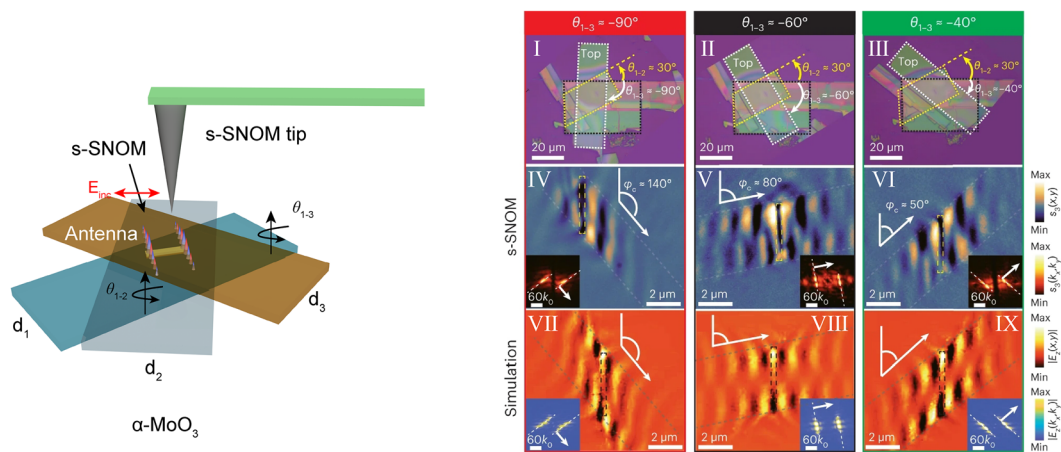 s-SNOM tip
s-SNOM
E_inc
Antenna
θ₁₋₃
θ₁₋₂
d₁
d₂
d₃
α-MoO₃
θ₁₋₃ ≈ −90°
θ₁₋₃ ≈ −60°
θ₁₋₃ ≈ −40°
I
Top
θ₁₋₂ ≈ 30°
θ₁₋₃ ≈ −90°
20 μm
II
Top
θ₁₋₂ ≈ 30°
θ₁₋₃ ≈ −60°
20 μm
III
Top
θ₁₋₂ ≈ 30°
θ₁₋₃ ≈ −40°
20 μm
s-SNOM
IV
φc ≈ 140°
60k₀
2 μm
V
φc ≈ 80°
60k₀
2 μm
VI
φc ≈ 50°
60k₀
2 μm
Max
s₃(x,y)
Min
Max
s₃(kₓ,kᵧ)
Min
Simulation
VII
60k₀
2 μm
VIII
60k₀
2 μm
IX
60k₀
2 μm
Max
|E_z(x,y)|
Min
Max
|E_z(kₓ,kᵧ)|
Min